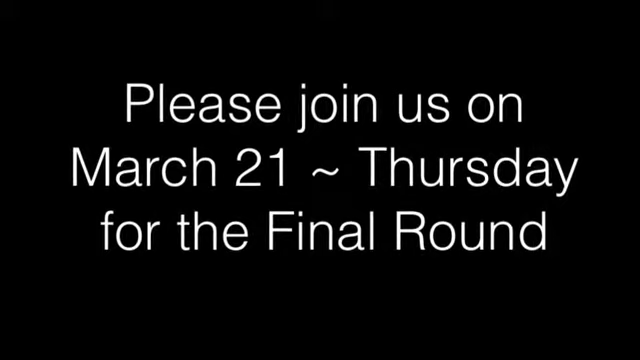 Please join us on
March 21 ~ Thursday
for the Final Round